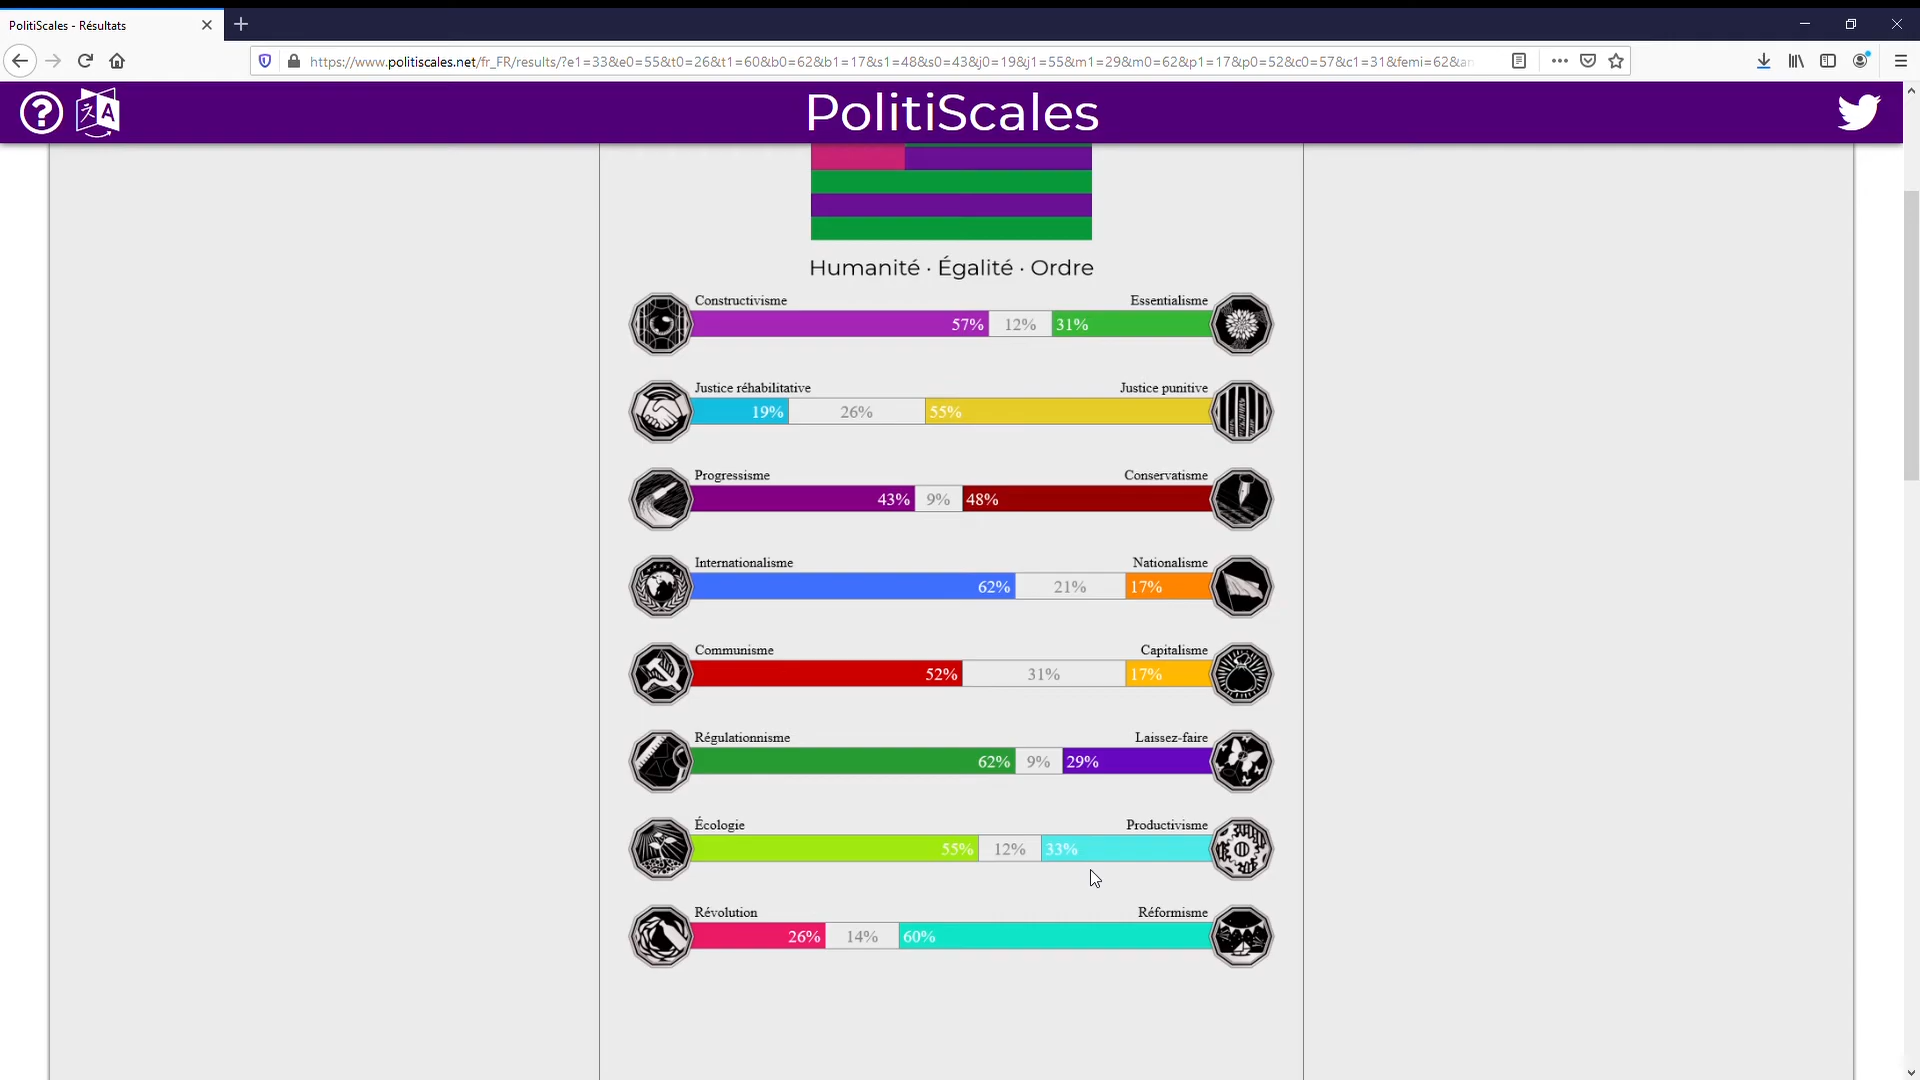 PolitiScales - Résultats
https://www.politiscales.net/fr_FR/results/?e1=33&e0=55&t0=26&t1=60&b0=62&b1=17&s1=48&s0=43&j0=19&j1=55&m1=29&m0=62&p1=17&p0=52&c0=57&c1=31&femi=62&a
PolitiScales
Humanité · Égalité · Ordre
Constructivisme Essentialisme
57% 12% 31%
Justice réhabilitative Justice punitive
19% 26% 55%
Progressisme Conservatisme
43% 9% 48%
Internationalisme Nationalisme
62% 21% 17%
Communisme Capitalisme
52% 31% 17%
Régulationnisme Laissez-faire
62% 9% 29%
Écologie Productivisme
55% 12% 33%
Révolution Réformisme
26% 14% 60%